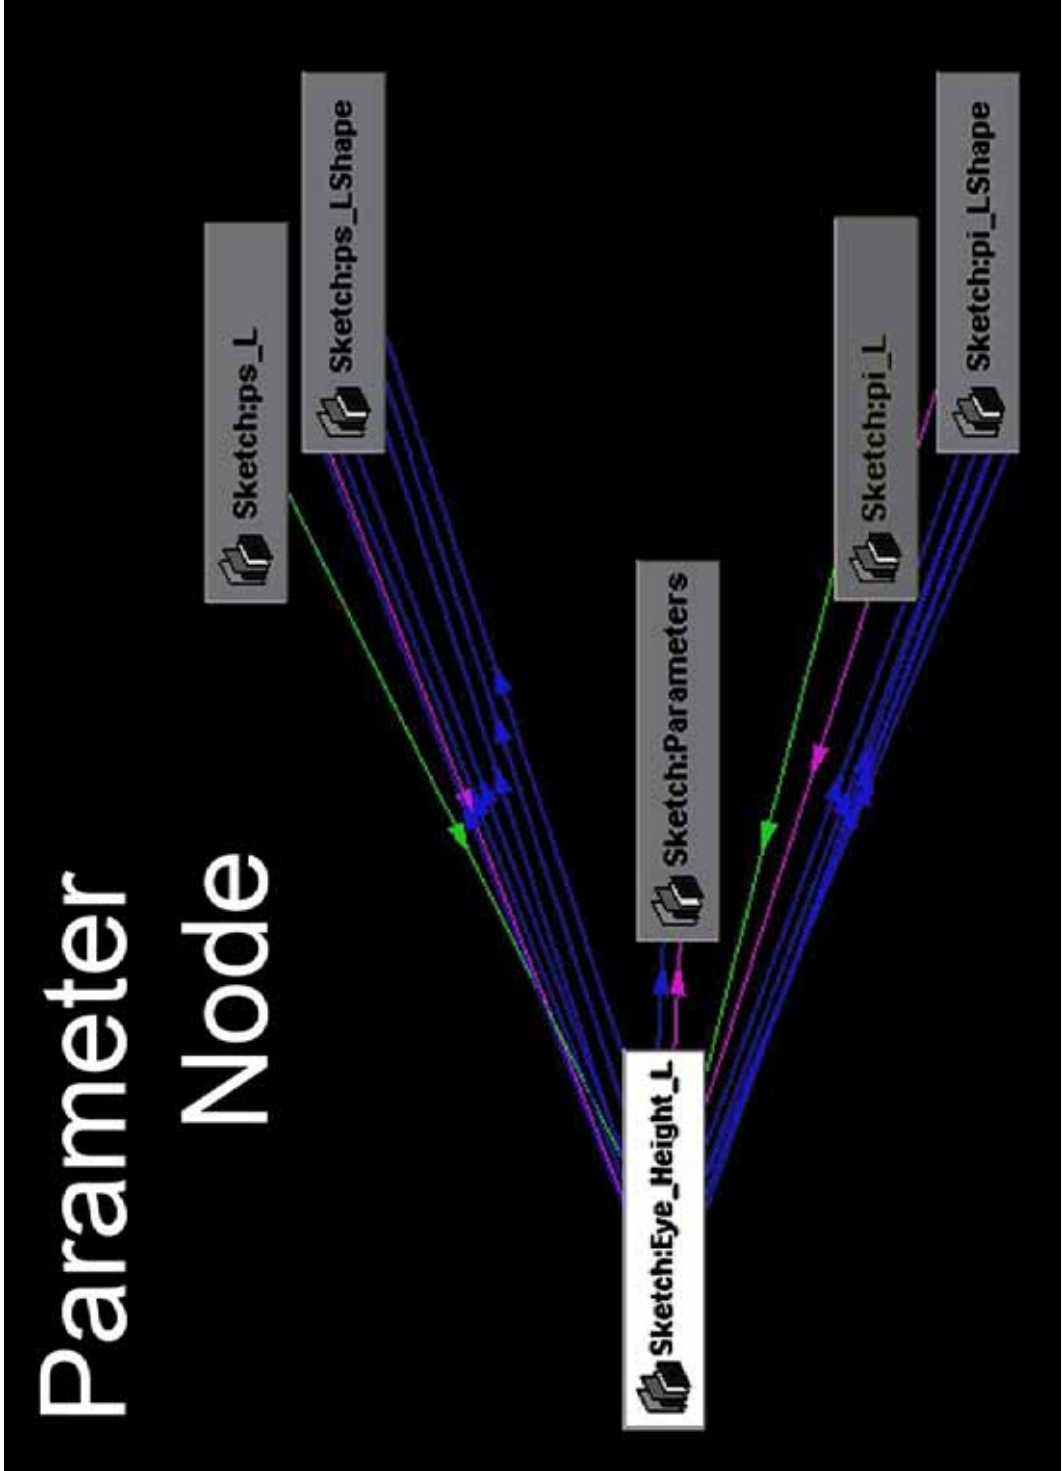 Parameter
Node
Sketch:ps_L
Sketch:ps_LShape
Sketch:Eye_Height_L
Sketch:Parameters
Sketch:pi_L
Sketch:pi_LShape